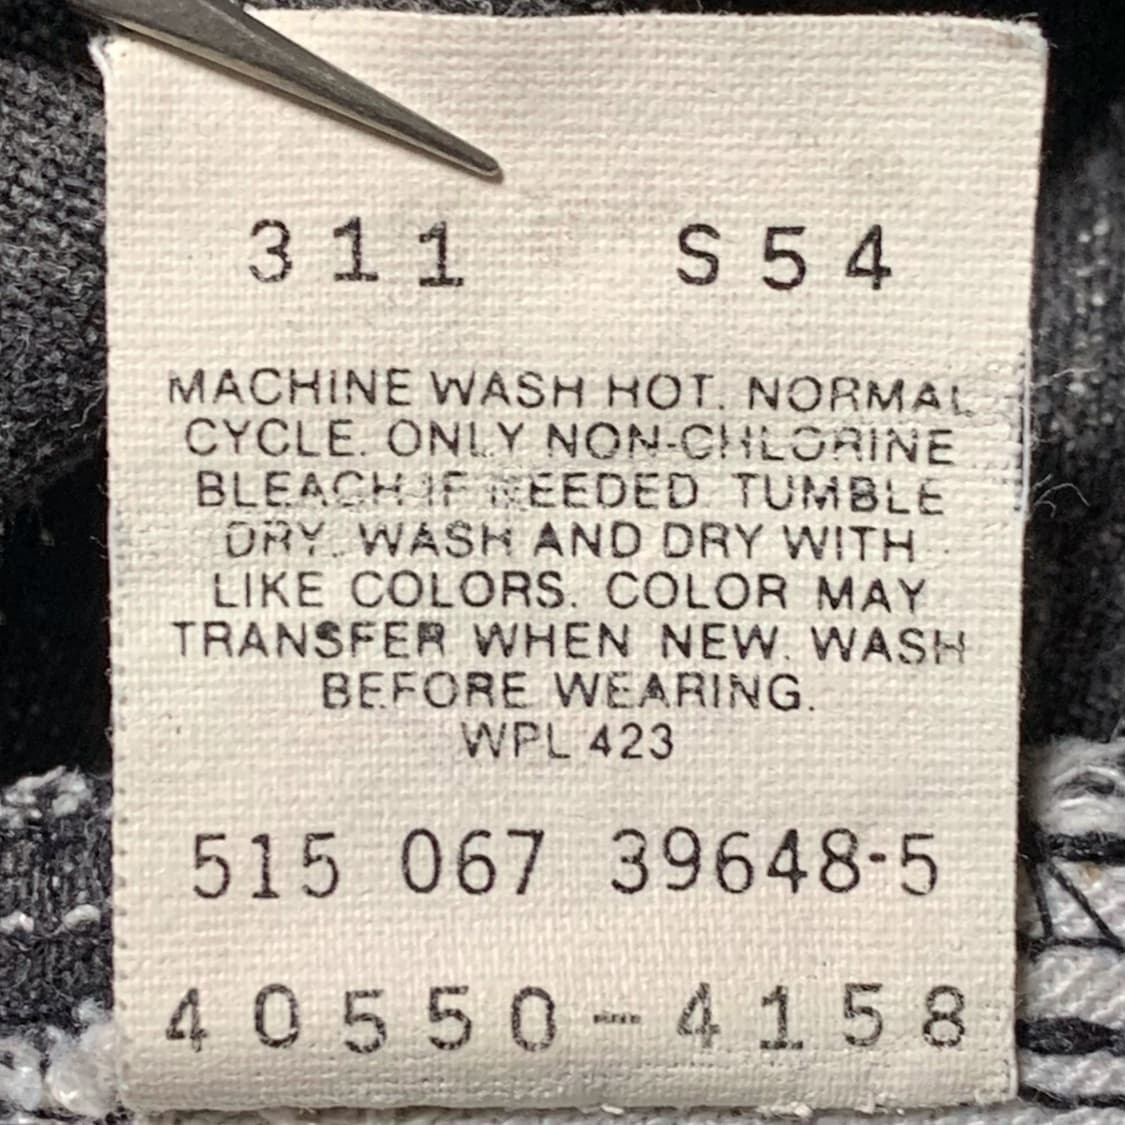 311 S54
MACHINE WASH HOT. NORMAL
CYCLE. ONLY NON-CHLORINE
BLEACH IF NEEDED. TUMBLE
DRY. WASH AND DRY WITH
LIKE COLORS. COLOR MAY
TRANSFER WHEN NEW. WASH
BEFORE WEARING.
WPL 423
515 067 39648-5
40550-4158